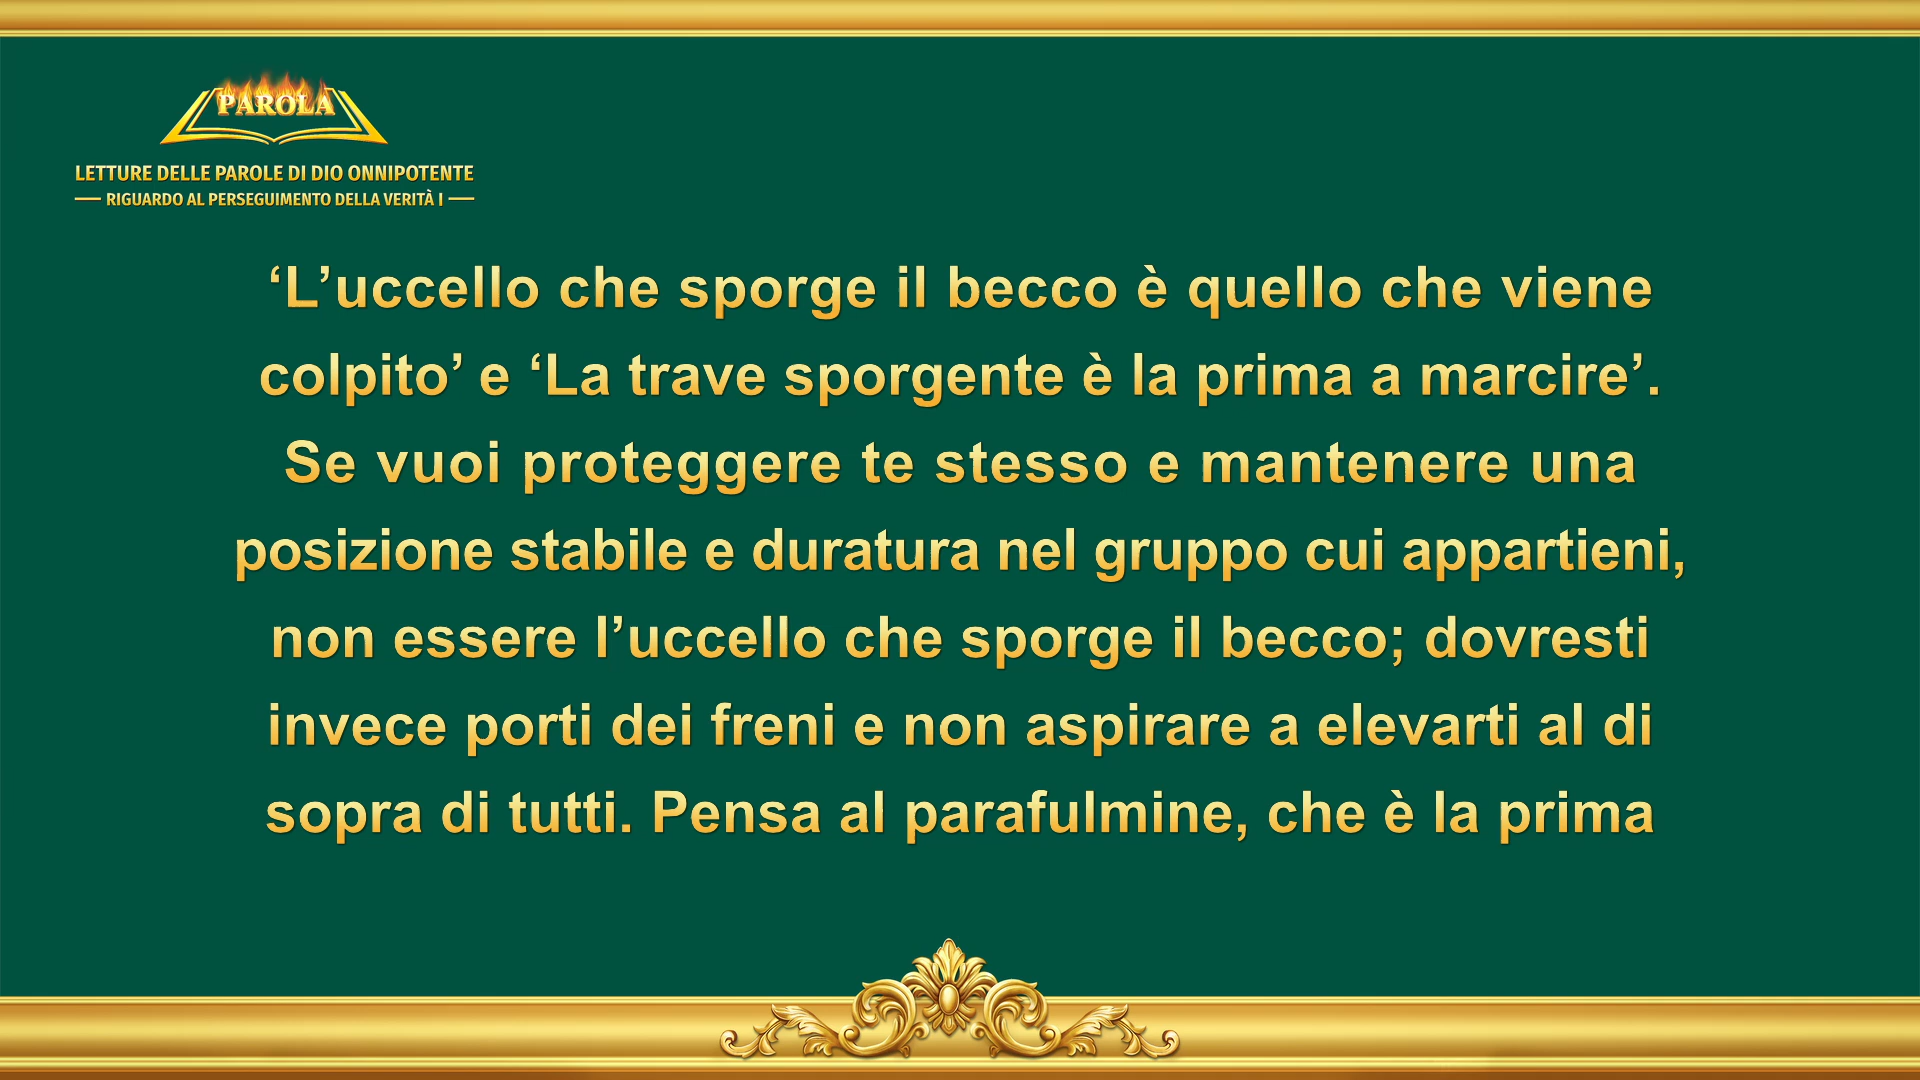 PAROLA
LETTURE DELLE PAROLE DI DIO ONNIPOTENTE
RIGUARDO AL PERSEGUIMENTO DELLA VERITÀ I
‘L’uccello che sporge il becco è quello che viene
colpito’ e ‘La trave sporgente è la prima a marcire’.
Se vuoi proteggere te stesso e mantenere una
posizione stabile e duratura nel gruppo cui appartieni,
non essere l’uccello che sporge il becco; dovresti
invece porti dei freni e non aspirare a elevarti al di
sopra di tutti. Pensa al parafulmine, che è la prima